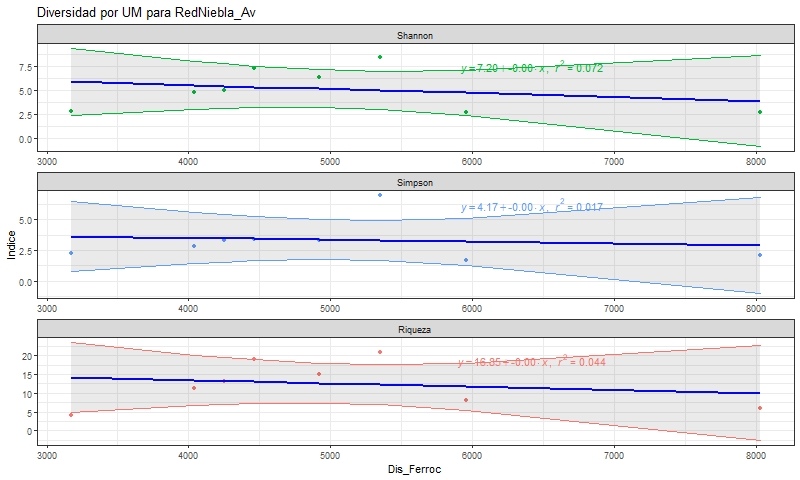 Diversidad por UM para RedNiebla_Av
Shannon
7.5
5.0
2.5
0.0
y = 7.20 + -0.00 · x, r² = 0.072
3000 4000 5000 6000 7000 8000
Simpson
5.0
2.5
0.0
y = 4.17 + -0.00 · x, r² = 0.017
3000 4000 5000 6000 7000 8000
Indice
Riqueza
20
15
10
5
0
y = 16.85 + -0.00 · x, r² = 0.044
3000 4000 5000 6000 7000 8000
Dis_Ferroc